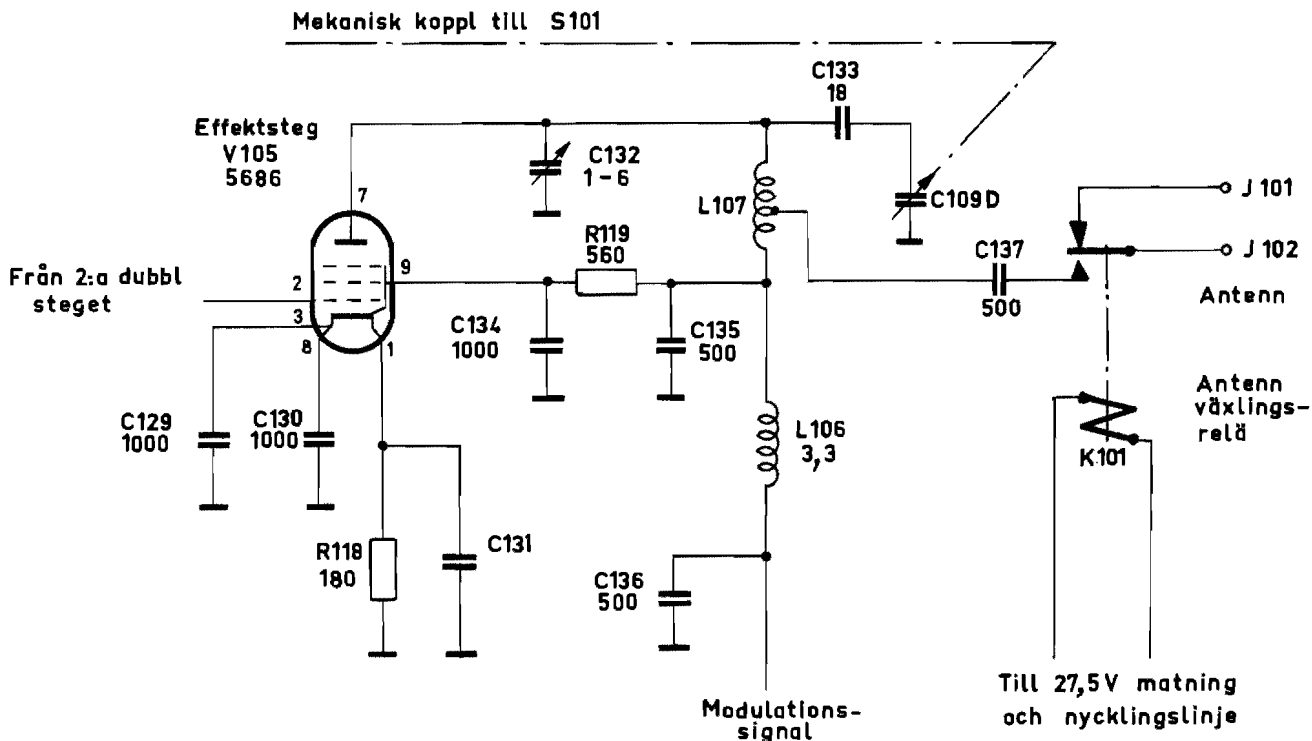 Mekanisk koppl till S101
C133
18
Effektsteg
V105
5686
7
C132
1-6
L107
C109D
J 101
R119
560
C137
500
J 102
Från 2:a dubbl
steget
2
9
3
8
1
C134
1000
C135
500
Antenn
C129
1000
C130
1000
L106
3,3
Antenn
växlings-
relä
K101
R118
180
C131
C136
500
Till 27,5V matning
och nycklingslinje
Modulations-
signal